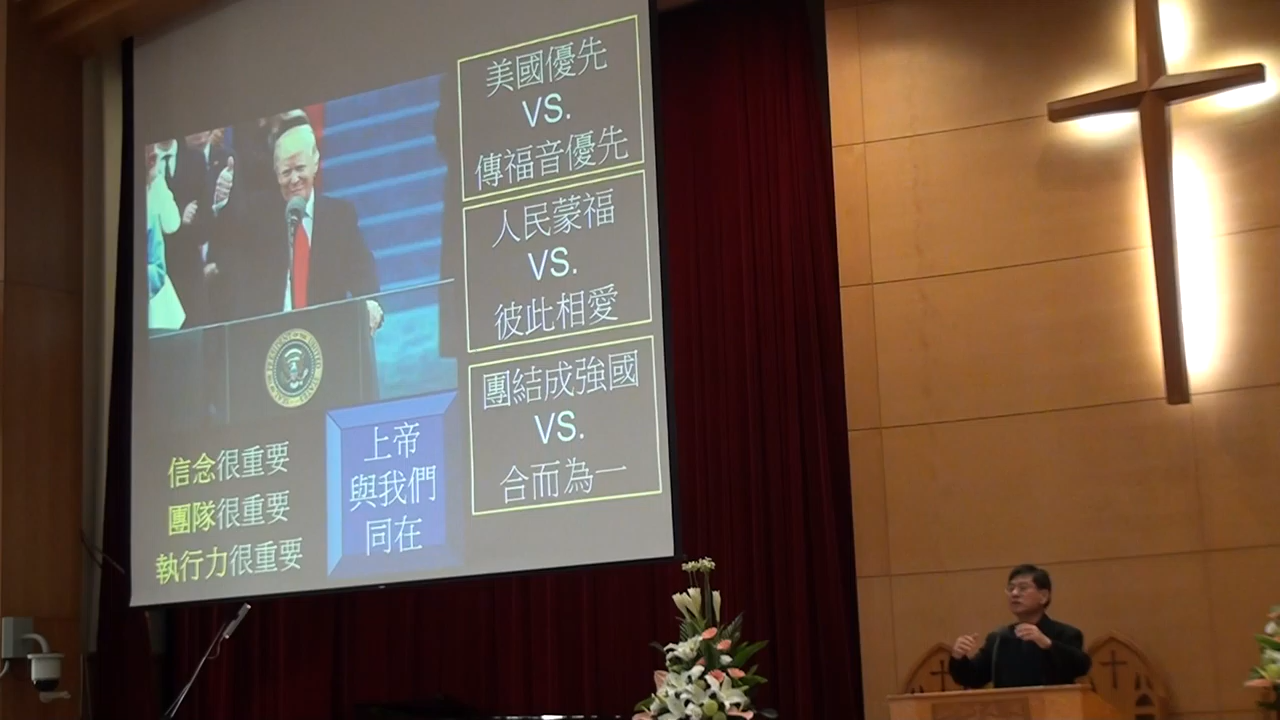 美國優先
VS.
傳福音優先
人民蒙福
VS.
彼此相愛
團結成強國
VS.
合而為一
信念很重要
團隊很重要
執行力很重要
上帝
與我們
同在